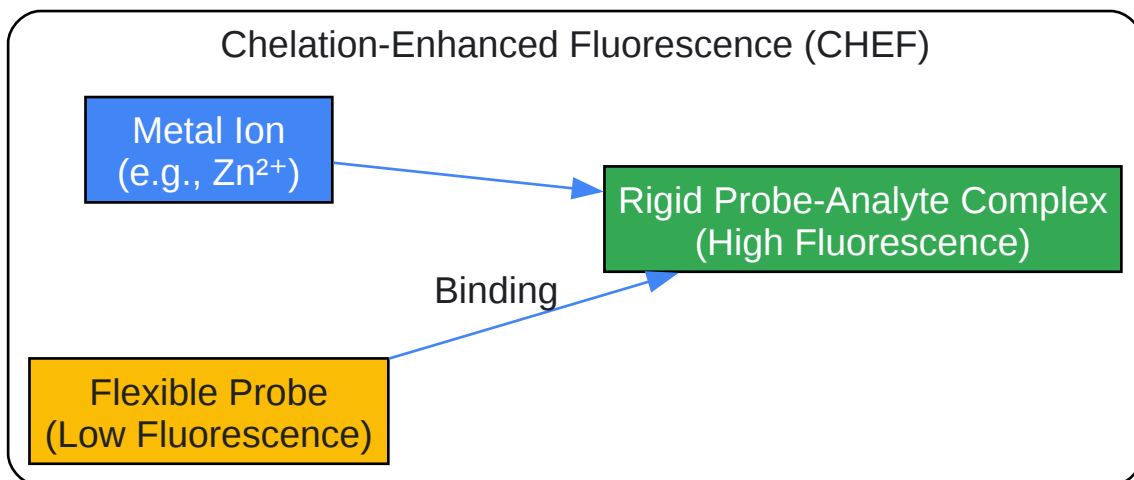 Chelation-Enhanced Fluorescence (CHEF)
Metal Ion
(e.g., Zn²⁺)
Rigid Probe-Analyte Complex
(High Fluorescence)
Binding
Flexible Probe
(Low Fluorescence)